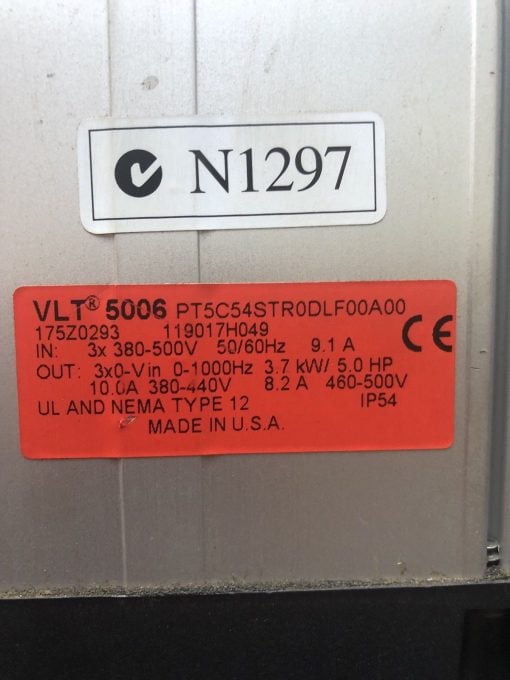 N1297
VLT® 5006 PT5C54STR0DLF00A00
175Z0293 119017H049
IN: 3x 380-500V 50/60Hz 9.1 A
OUT: 3x0-Vin 0-1000Hz 3.7 kW/ 5.0 HP
10.0A 380-440V 8.2 A 460-500V
UL AND NEMA TYPE 12 IP54
MADE IN U.S.A.
CE